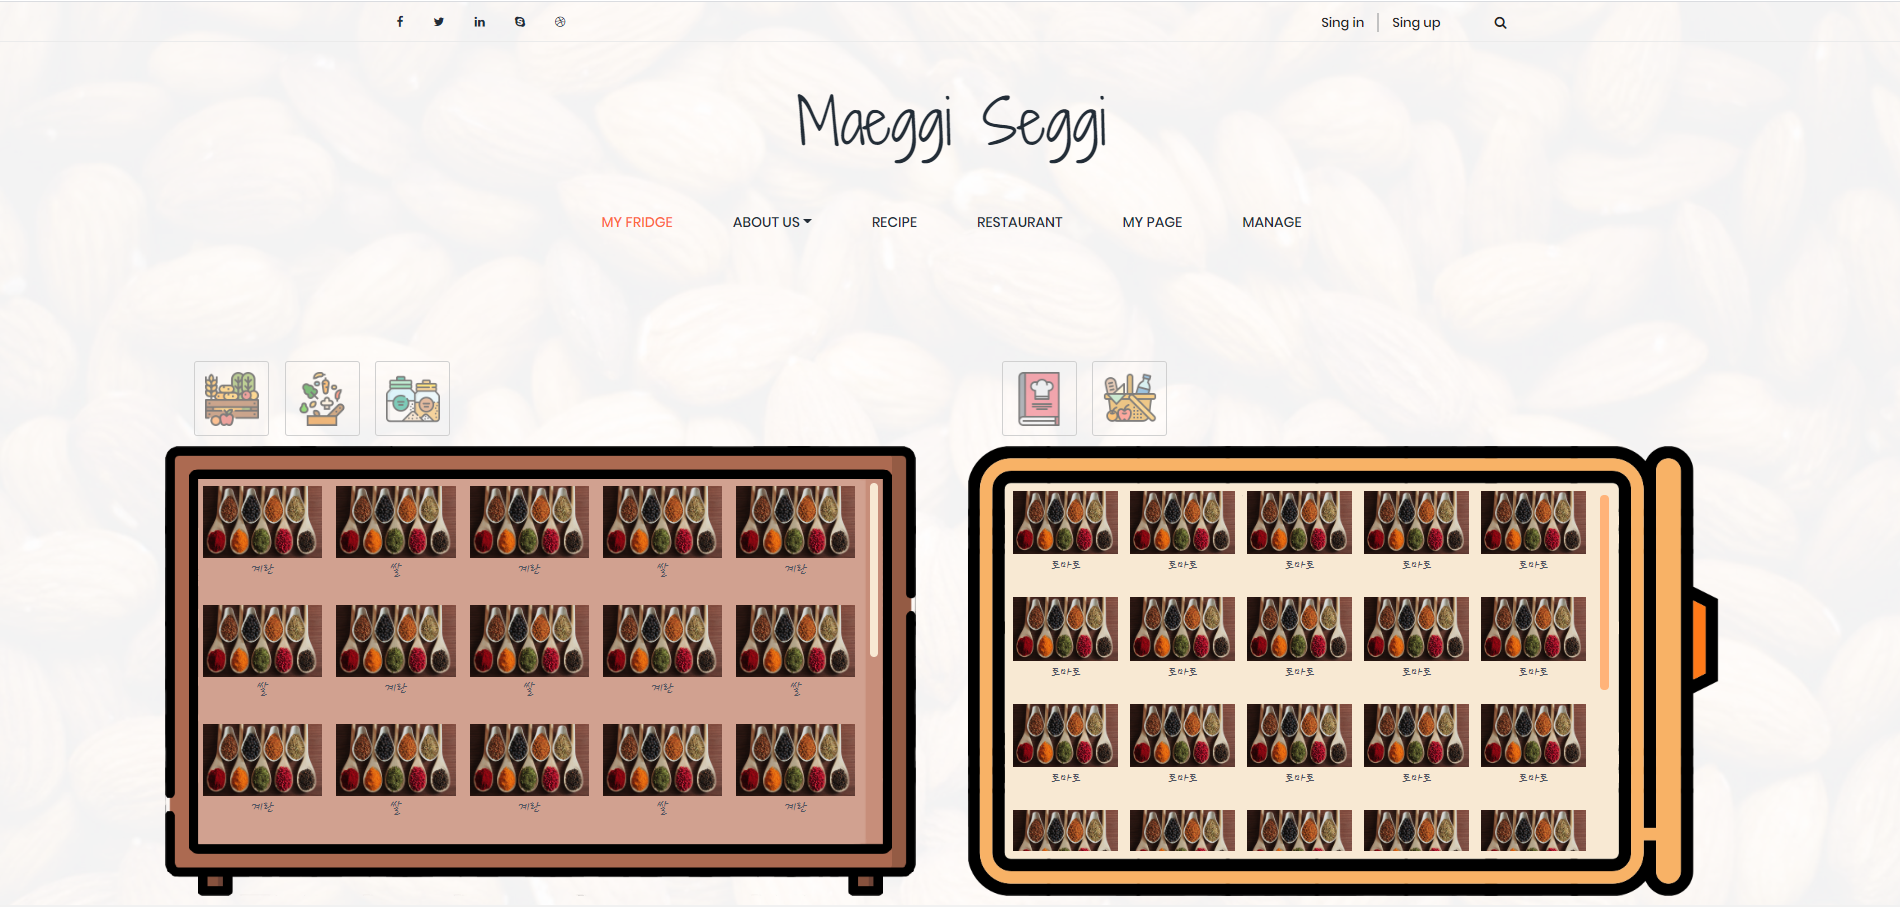 Sing in
Sing up
Maeggi Seggi
MY FRIDGE
ABOUT US
RECIPE
RESTAURANT
MY PAGE
MANAGE
계란 쌀 계란 쌀 계란
쌀 계란 쌀 계란 쌀
계란 쌀 계란 쌀 계란
토마토 토마토 토마토 토마토 토마토
토마토 토마토 토마토 토마토 토마토
토마토 토마토 토마토 토마토 토마토